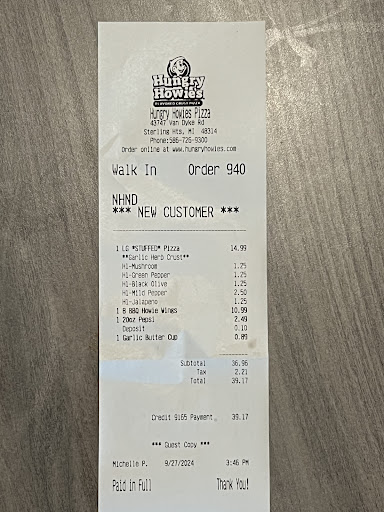 Hungry
Howie's
FLAVORED CRUST PIZZA
Hungry Howies Pizza
43747 Van Dyke Rd
Sterling Hts, MI 48314
Phone:586-726-9300
Order online at www.hungryhowies.com
Walk In Order 940
NHND
*** NEW CUSTOMER ***
1 LG *STUFFED* Pizza 14.99
**Garlic Herb Crust**
H1-Mushroom 1.25
H1-Green Pepper 1.25
H1-Black Olive 1.25
H1-Mild Pepper 2.50
H1-Jalapeno 1.25
1 8 BBQ Howie Wings 10.99
1 20oz Pepsi 2.49
Deposit 0.10
1 Garlic Butter Cup 0.89
Subtotal 36.96
Tax 2.21
Total 39.17
Credit 9165 Payment 39.17
*** Guest Copy ***
Michelle P. 9/27/2024 3:46 PM
Paid in Full Thank You!